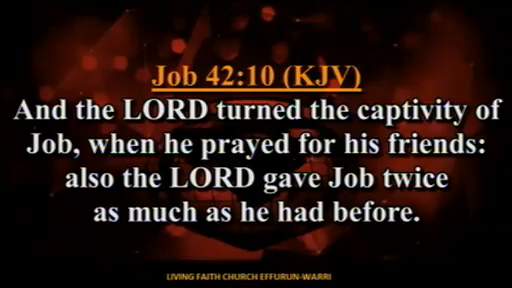 Job 42:10 (KJV)
And the LORD turned the captivity of
Job, when he prayed for his friends:
also the LORD gave Job twice
as much as he had before.
LIVING FAITH CHURCH EFFURUN-WARRI